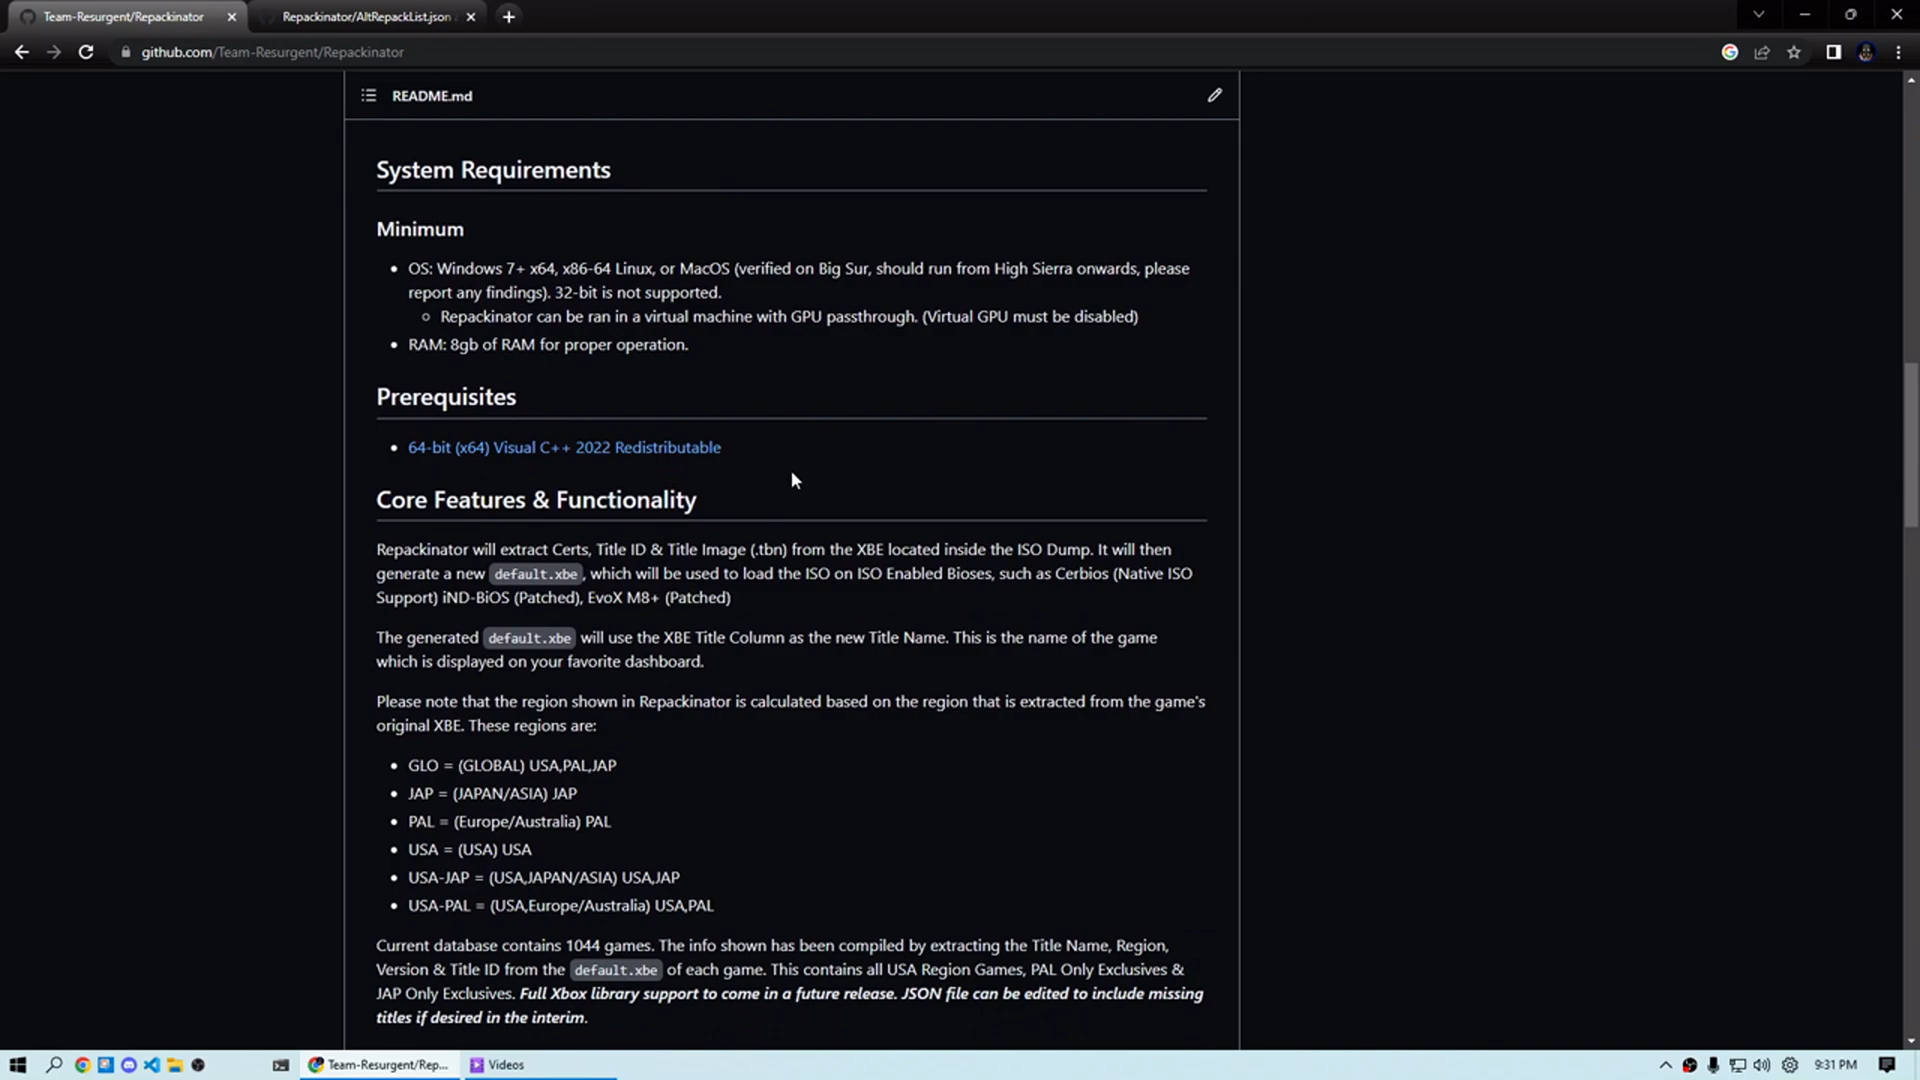 Team-Resurgent/Repackinator
Repackinator/AltRepackList.json
github.com/Team-Resurgent/Repackinator
README.md
System Requirements
Minimum
OS: Windows 7+ x64, x86-64 Linux, or MacOS (verified on Big Sur, should run from High Sierra onwards, please
report any findings). 32-bit is not supported.
Repackinator can be ran in a virtual machine with GPU passthrough. (Virtual GPU must be disabled)
RAM: 8gb of RAM for proper operation.
Prerequisites
64-bit (x64) Visual C++ 2022 Redistributable
Core Features & Functionality
Repackinator will extract Certs, Title ID & Title Image (.tbn) from the XBE located inside the ISO Dump. It will then
generate a new default.xbe, which will be used to load the ISO on ISO Enabled Bioses, such as Cerbios (Native ISO
Support) iND-BiOS (Patched), EvoX M8+ (Patched)
The generated default.xbe will use the XBE Title Column as the new Title Name. This is the name of the game
which is displayed on your favorite dashboard.
Please note that the region shown in Repackinator is calculated based on the region that is extracted from the game's
original XBE. These regions are:
GLO = (GLOBAL) USA,PAL,JAP
JAP = (JAPAN/ASIA) JAP
PAL = (Europe/Australia) PAL
USA = (USA) USA
USA-JAP = (USA,JAPAN/ASIA) USA,JAP
USA-PAL = (USA,Europe/Australia) USA,PAL
Current database contains 1044 games. The info shown has been compiled by extracting the Title Name, Region,
Version & Title ID from the default.xbe of each game. This contains all USA Region Games, PAL Only Exclusives &
JAP Only Exclusives. Full Xbox library support to come in a future release. JSON file can be edited to include missing
titles if desired in the interim.
Team-Resurgent/Rep...
Videos
9:31 PM